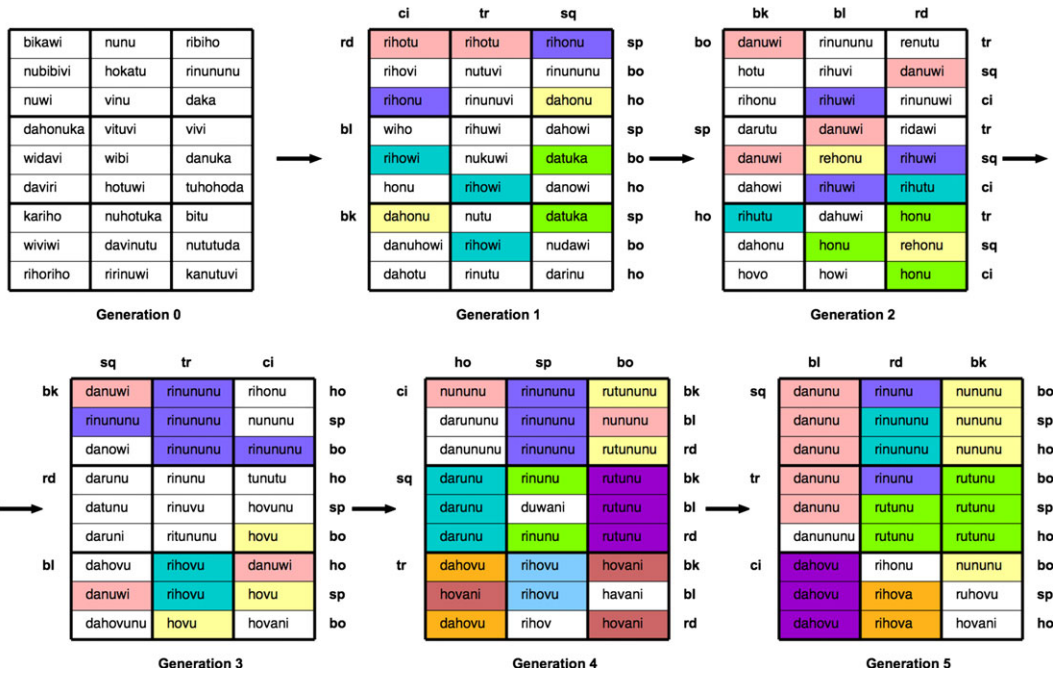 ci tr sq
bk bl rd
bikawi nunu ribiho
rd rihotu rihotu rihonu sp
bo danuwi rinununu renutu tr
nubibivi hokatu rinununu
rihovi nutuvi rinununu bo
hotu rihuvi danuwi sq
nuwi vinu daka
rihonu rinunuvi dahonu ho
rihonu rihuwi rinunuwi ci
dahonuka vituvi vivi
bl wiho rihuwi dahowi sp
sp darutu danuwi ridawi tr
widavi wibi danuka
rihowi nukuwi datuka bo
danuwi rehonu rihuwi sq
daviri hotuwi tuhohoda
honu rihowi danowi ho
dahowi rihuwi rihutu ci
kariho nuhotuka bitu
bk dahonu nutu datuka sp
ho rihutu dahuwi honu tr
wiviwi davinutu nututuda
danuhowi rihowi nudawi bo
dahonu honu rehonu sq
rihoriho ririnuwi kanutuvi
dahotu rinutu darinu ho
hovo howi honu ci
Generation 0
Generation 1
Generation 2
sq tr ci
ho sp bo
bl rd bk
bk danuwi rinununu rihonu ho
ci nununu rinununu rutununu bk
sq danunu rinunu nununu bo
rinununu rinununu nununu sp
darununu rinununu nununu bl
danunu rinununu nununu sp
danowi rinununu rinununu bo
danununu rinununu rutununu rd
danunu rinununu nununu ho
rd darunu rinunu tunutu ho
sq darunu rinunu rutunu bk
tr danunu rinunu rutunu bo
datunu rinuvu hovunu sp
darunu duwani rutunu bl
danunu rutunu rutunu sp
daruni ritununu hovu bo
darunu rinunu rutunu rd
danununu rutunu rutunu ho
bl dahovu rihovu danuwi ho
tr dahovu rihovu hovani bk
ci dahovu rihonu nununu bo
danuwi rihovu hovu sp
hovani rihovu havani bl
dahovu rihova ruhovu sp
dahovunu hovu hovani bo
dahovu rihov hovani rd
dahovu rihova hovani ho
Generation 3
Generation 4
Generation 5